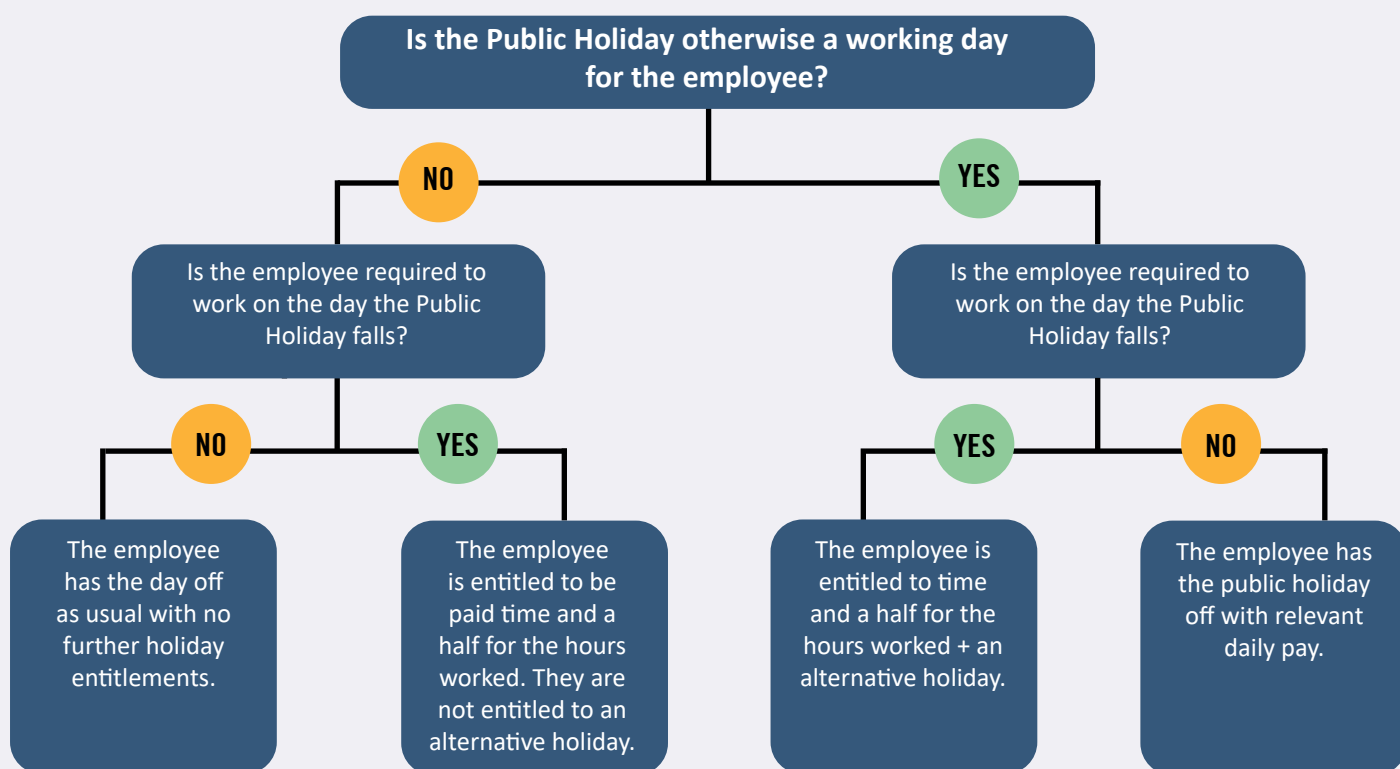 Is the Public Holiday otherwise a working day
for the employee?
NO
YES
Is the employee required to
work on the day the Public
Holiday falls?
Is the employee required to
work on the day the Public
Holiday falls?
NO
YES
YES
NO
The employee
has the day off
as usual with no
further holiday
entitlements.
The employee
is entitled to be
paid time and a
half for the hours
worked. They are
not entitled to an
alternative holiday.
The employee is
entitled to time
and a half for the
hours worked + an
alternative holiday.
The employee has
the public holiday
off with relevant
daily pay.